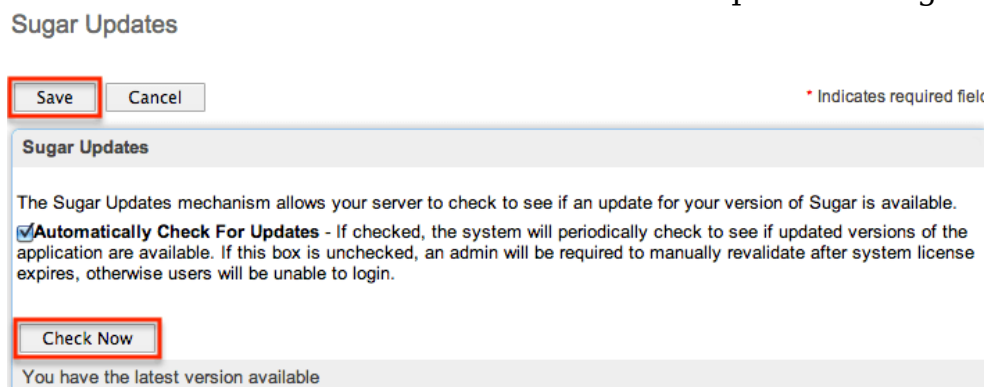 Sugar Updates
Save Cancel * Indicates required field
Sugar Updates
The Sugar Updates mechanism allows your server to check to see if an update for your version of Sugar is available.
Automatically Check For Updates - If checked, the system will periodically check to see if updated versions of the
application are available. If this box is unchecked, an admin will be required to manually revalidate after system license
expires, otherwise users will be unable to login.
Check Now
You have the latest version available